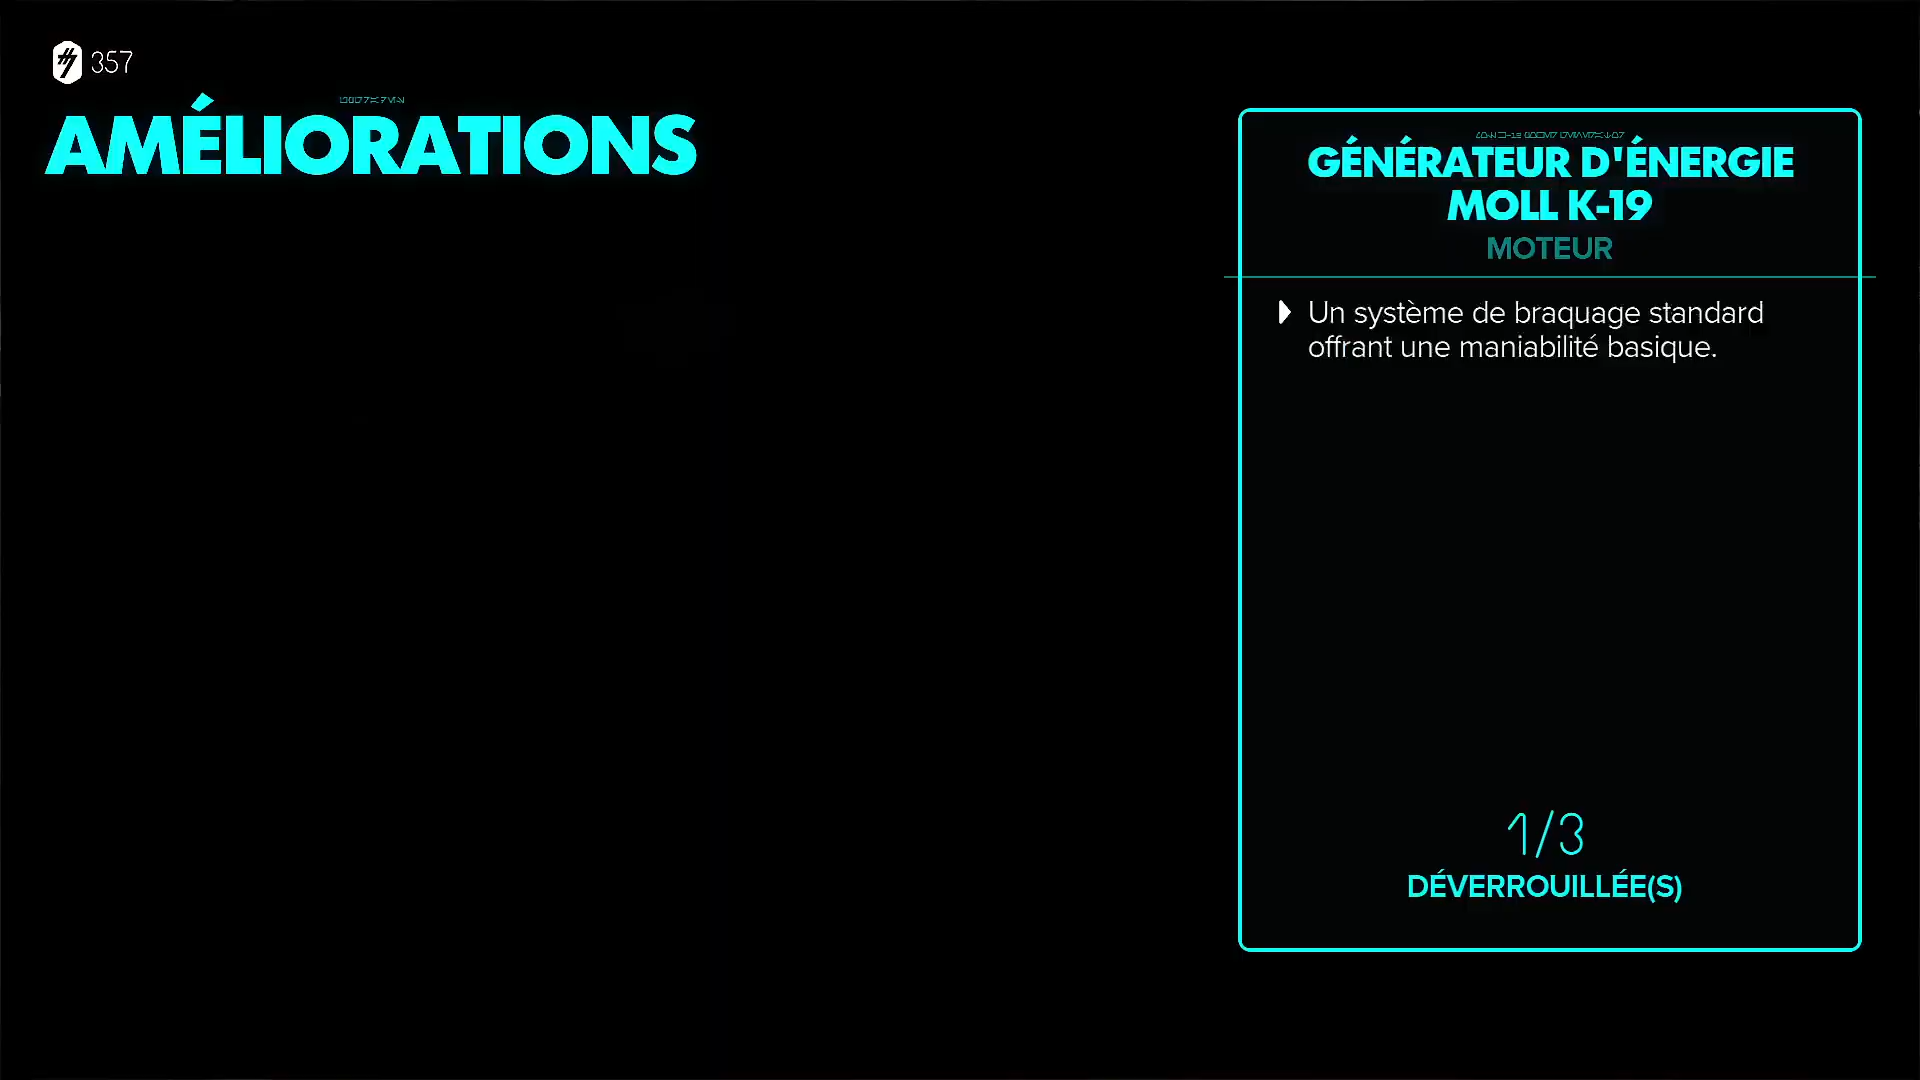 357
AMÉLIORATIONS
GÉNÉRATEUR D'ÉNERGIE
MOLL K-19
MOTEUR
Un système de braquage standard
offrant une maniabilité basique.
1/3
DÉVERROUILLÉE(S)